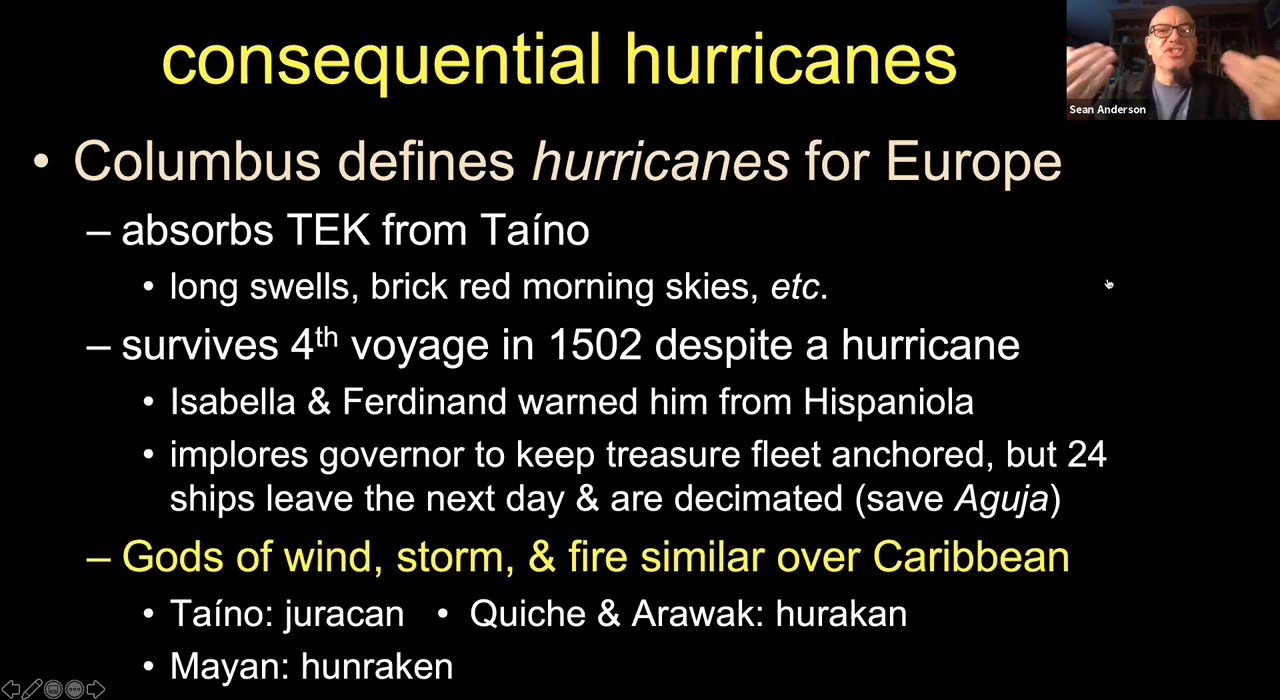 consequential hurricanes
Sean Anderson
• Columbus defines hurricanes for Europe
– absorbs TEK from Taíno
• long swells, brick red morning skies, etc.
– survives 4th voyage in 1502 despite a hurricane
• Isabella & Ferdinand warned him from Hispaniola
• implores governor to keep treasure fleet anchored, but 24
ships leave the next day & are decimated (save Aguja)
– Gods of wind, storm, & fire similar over Caribbean
• Taíno: juracan • Quiche & Arawak: hurakan
• Mayan: hunraken